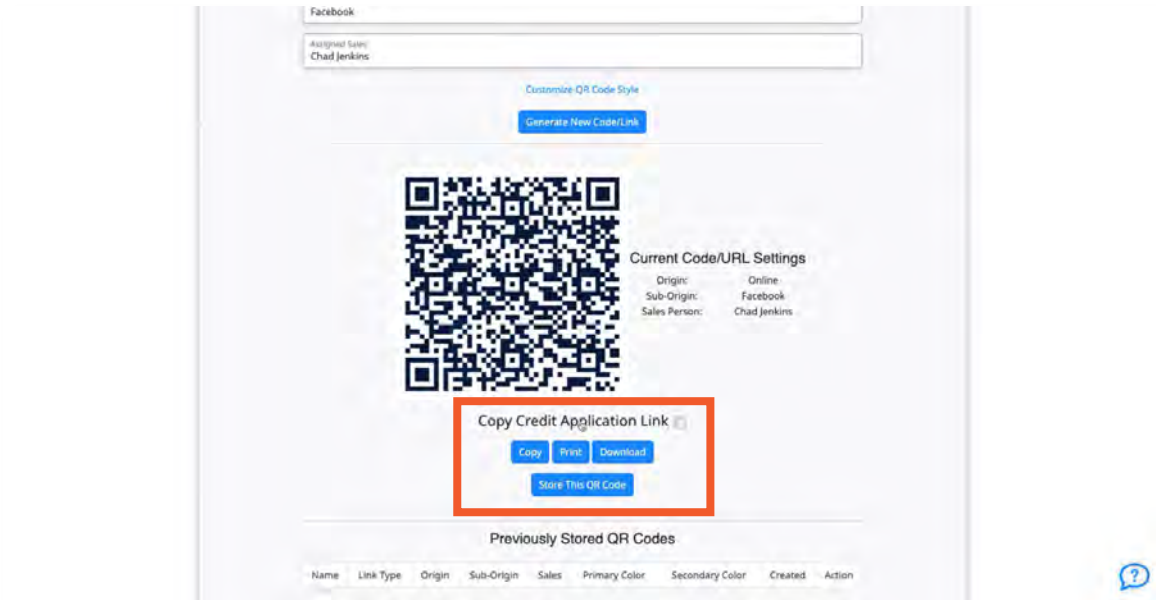 Facebook
Assigned Sales:
Chad Jenkins
Customize QR Code Style
Generate New Code/Link
Current Code/URL Settings
Origin: Online
Sub-Origin: Facebook
Sales Person: Chad Jenkins
Copy Credit Application Link
Copy Print Download
Store This QR Code
Previously Stored QR Codes
Name Link Type Origin Sub-Origin Sales Primary Color Secondary Color Created Action
?